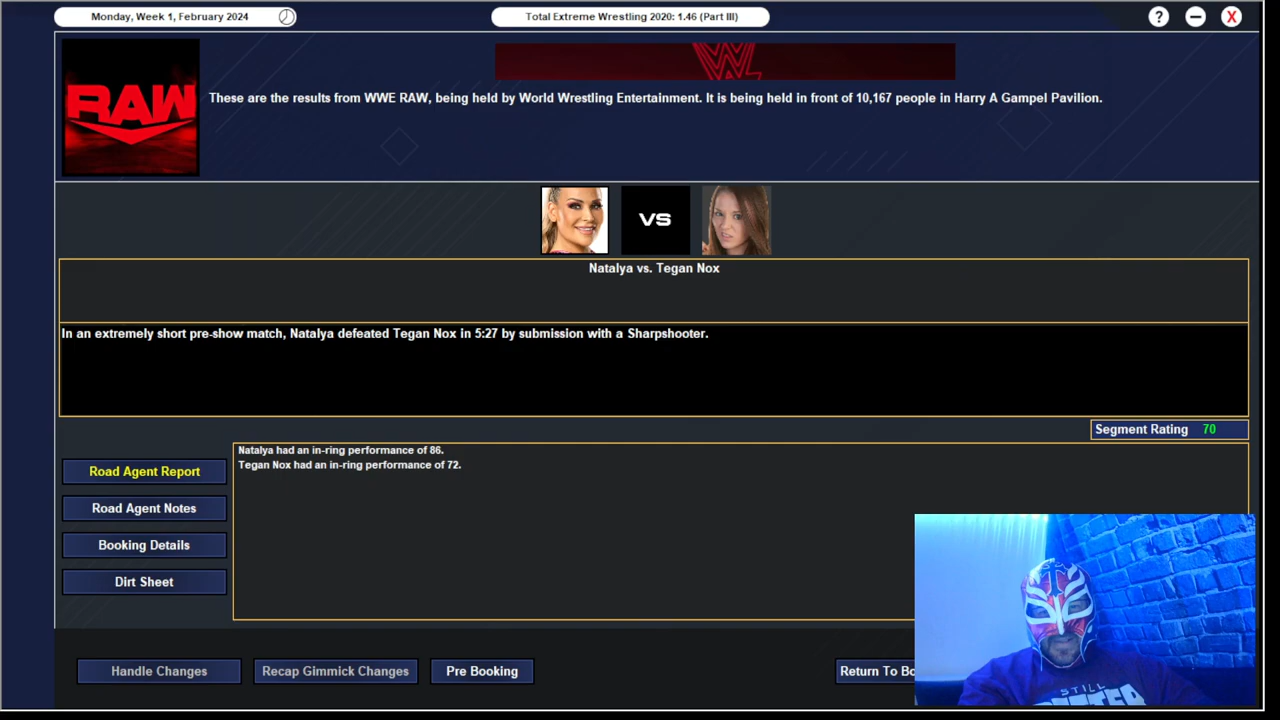 Monday, Week 1, February 2024
Total Extreme Wrestling 2020: 1.46 (Part III)
?
X
RAW
These are the results from WWE RAW, being held by World Wrestling Entertainment. It is being held in front of 10,167 people in Harry A Gampel Pavilion.
VS
Natalya vs. Tegan Nox
In an extremely short pre-show match, Natalya defeated Tegan Nox in 5:27 by submission with a Sharpshooter.
Segment Rating 70
Natalya had an in-ring performance of 86.
Tegan Nox had an in-ring performance of 72.
Road Agent Report
Road Agent Notes
Booking Details
Dirt Sheet
Handle Changes
Recap Gimmick Changes
Pre Booking
Return To Bo
STILL